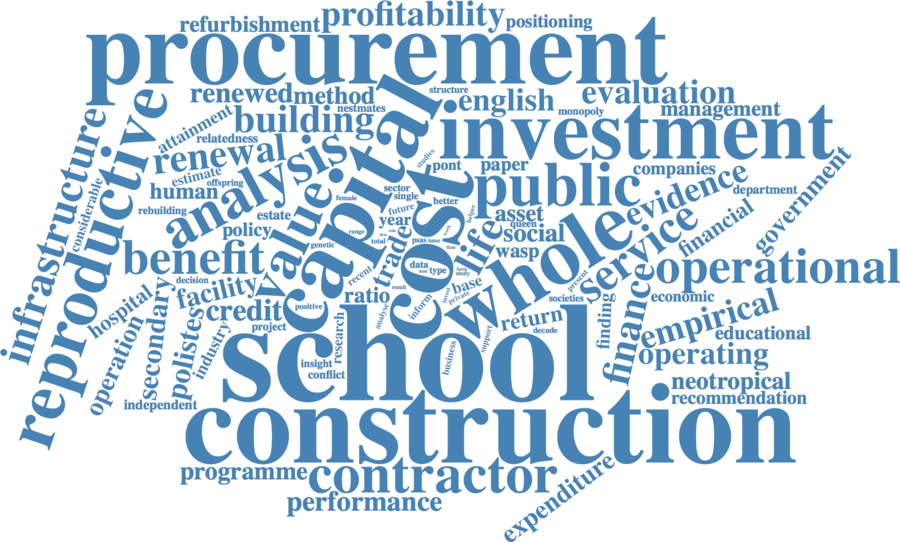 profitability
positioning
refurbishment
procurement
structure
renewed
method
nestmates
english
evaluation
monopoly
management
attainment
building
capital
investment
infrastructure
reproductive
relatedness
renewal
analysis
studies
pont
paper
companies
considerable
estimate
offspring
human
female
sector
single
cost
better
public
evidence
department
government
rebuilding
estate
policy
value
future
year
range
total
trade
helper
asset
queen
social
wasp
life
whole
service
financial
benefit
genetic
recent
data
type
base
study
present
operational
decision
facility
credit
positive
ratio
result
inform
private
societies
economic
hospital
secondary
operation
polistes
industry
project
research
analyse
support
return
decade
finding
finance
empirical
educational
insight
conflict
business
school
operating
independent
neotropical
recommendation
construction
programme
contractor
performance
expenditure